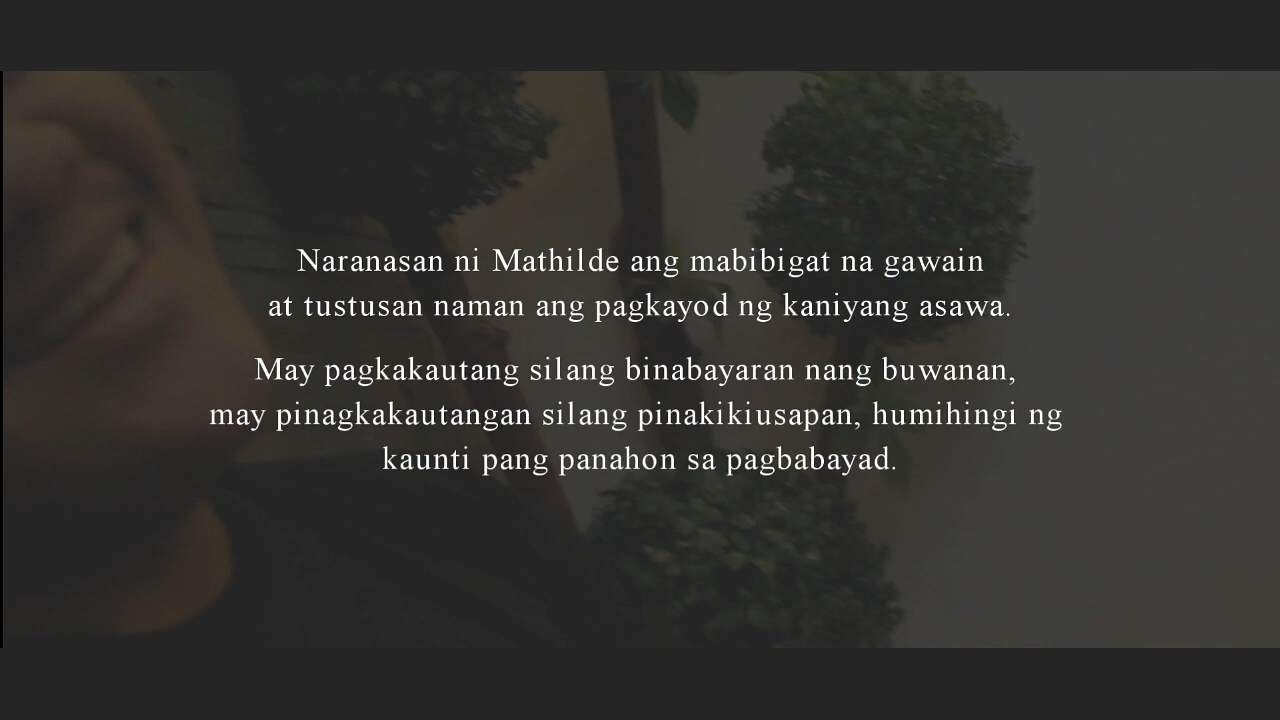 Naranasan ni Mathilde ang mabibigat na gawain
at tustusan naman ang pagkayod ng kaniyang asawa.
May pagkakautang silang binabayaran nang buwanan,
may pinagkakautangan silang pinakikiusapan, humihingi ng
kaunti pang panahon sa pagbabayad.